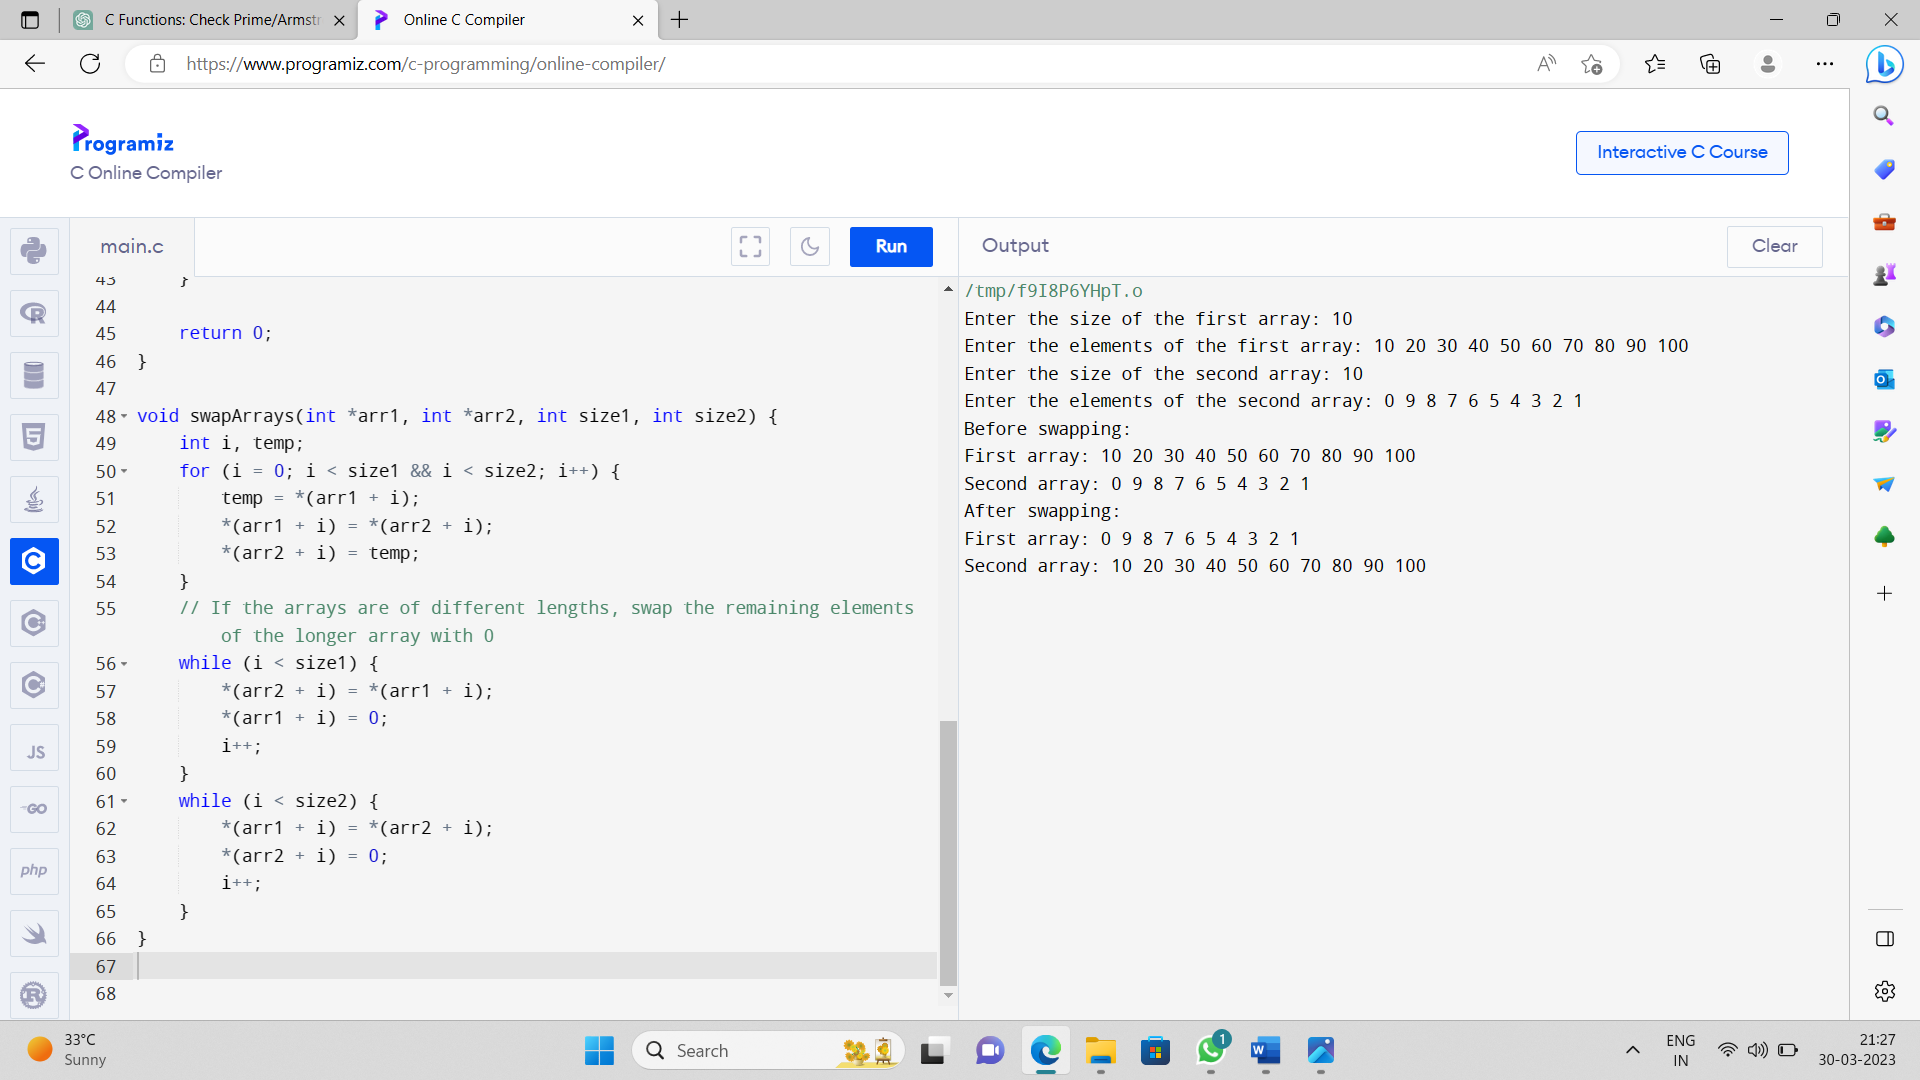 C Functions: Check Prime/Armstr
Online C Compiler
https://www.programiz.com/c-programming/online-compiler/
Programiz
C Online Compiler
Interactive C Course
main.c
Run
Output
Clear
43 }
44
45 return 0;
46 }
47
48 void swapArrays(int *arr1, int *arr2, int size1, int size2) {
49 int i, temp;
50 for (i = 0; i < size1 && i < size2; i++) {
51 temp = *(arr1 + i);
52 *(arr1 + i) = *(arr2 + i);
53 *(arr2 + i) = temp;
54 }
55 // If the arrays are of different lengths, swap the remaining elements
of the longer array with 0
56 while (i < size1) {
57 *(arr2 + i) = *(arr1 + i);
58 *(arr1 + i) = 0;
59 i++;
60 }
61 while (i < size2) {
62 *(arr1 + i) = *(arr2 + i);
63 *(arr2 + i) = 0;
64 i++;
65 }
66 }
67
68
/tmp/f9I8P6YHpT.o
Enter the size of the first array: 10
Enter the elements of the first array: 10 20 30 40 50 60 70 80 90 100
Enter the size of the second array: 10
Enter the elements of the second array: 0 9 8 7 6 5 4 3 2 1
Before swapping:
First array: 10 20 30 40 50 60 70 80 90 100
Second array: 0 9 8 7 6 5 4 3 2 1
After swapping:
First array: 0 9 8 7 6 5 4 3 2 1
Second array: 10 20 30 40 50 60 70 80 90 100
JS
GO
php
33°C
Sunny
Search
1
ENG
IN
21:27
30-03-2023